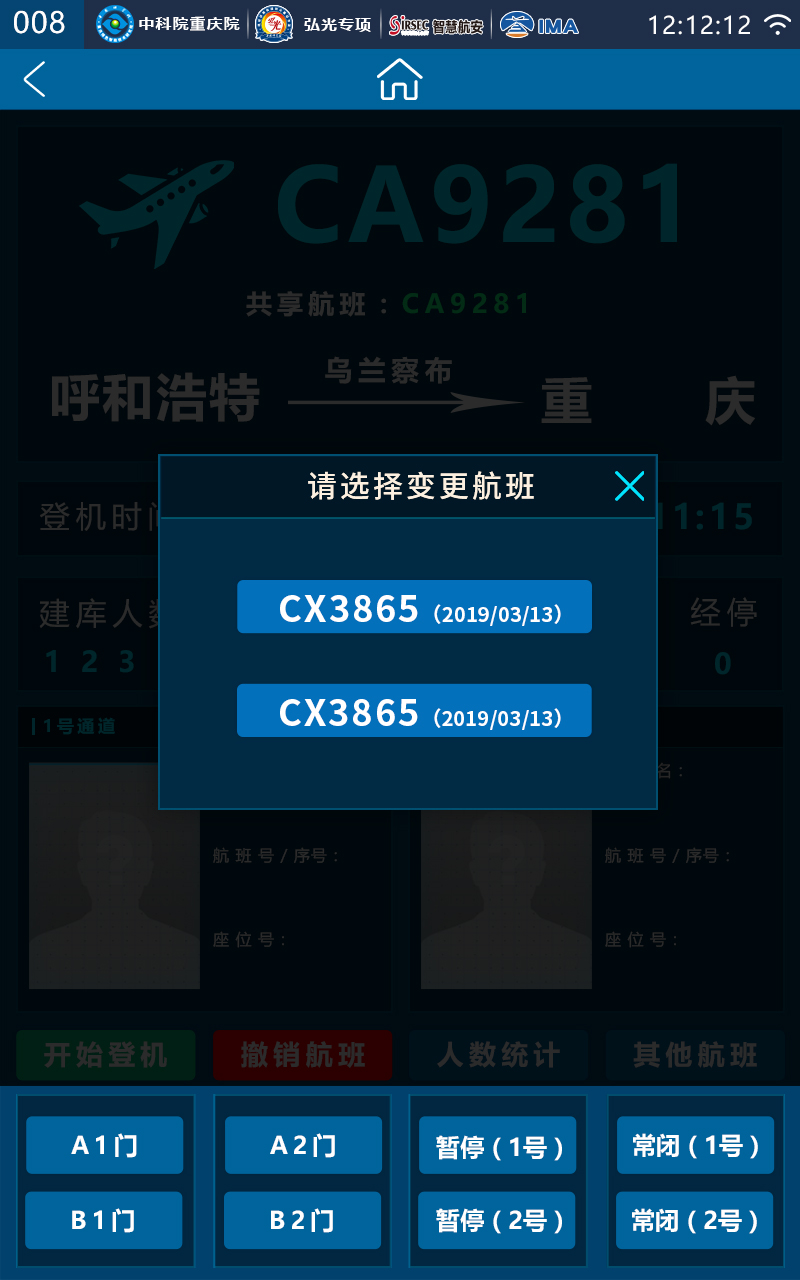 008 中科院重庆院 弘光专项 SiRSEC 智慧航安 IMA 12:12:12
CA9281
共享航班：CA9281
呼和浩特 乌兰察布 重 庆
请选择变更航班
登机时间 11:15
CX3865（2019/03/13）
建库人数 经停
1 2 3 0
CX3865（2019/03/13）
1号通道
名：
航班号/序号： 航班号/序号：
座位号： 座位号：
开始登机 撤销航班 人数统计 其他航班
A1门 A2门 暂停（1号） 常闭（1号）
B1门 B2门 暂停（2号） 常闭（2号）